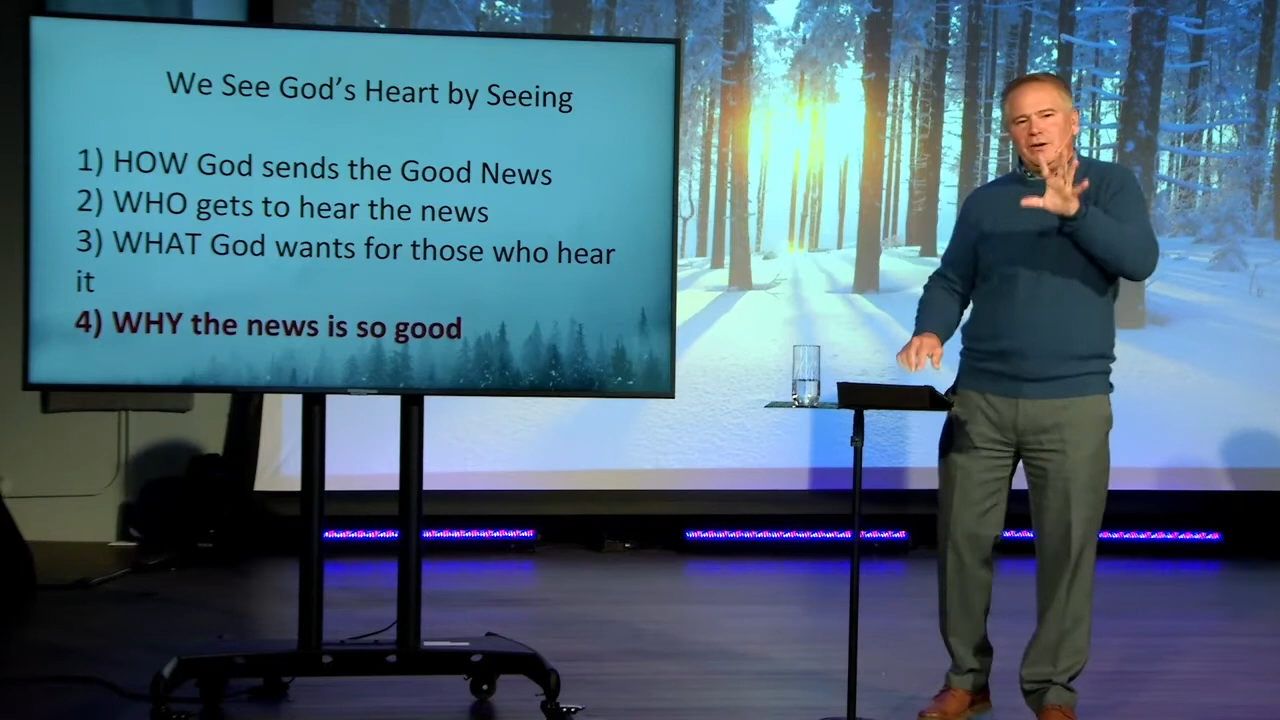 We See God's Heart by Seeing
1) HOW God sends the Good News
2) WHO gets to hear the news
3) WHAT God wants for those who hear
it
4) WHY the news is so good